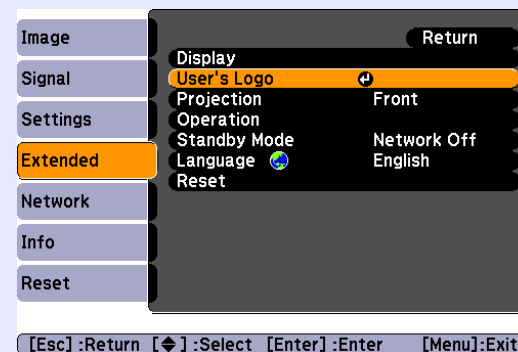 Image
Signal
Settings
Extended
Network
Info
Reset
Return
Display
User's Logo
Projection Front
Operation
Standby Mode Network Off
Language English
Reset
[Esc] :Return [◆] :Select [Enter] :Enter [Menu]:Exit